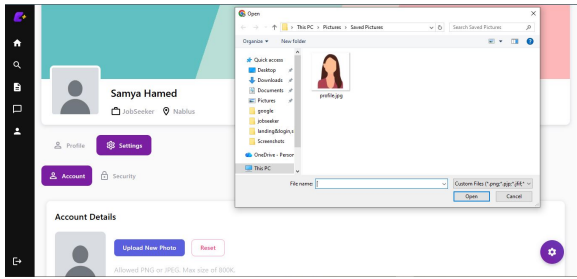 Open
This PC > Pictures > Saved Pictures
Search Saved Pictures
Organize
New folder
Quick access
Desktop
Downloads
Documents
Pictures
google
jobseeker
landing&login,s
Screenshots
OneDrive - Person
This PC
profile.jpg
File name:
Custom Files (*.png;*.pjp;*.jfif;*
Open
Cancel
Samya Hamed
JobSeeker
Nablus
Profile
Settings
Account
Security
Account Details
Upload New Photo
Reset
Allowed PNG or JPEG. Max size of 800K.